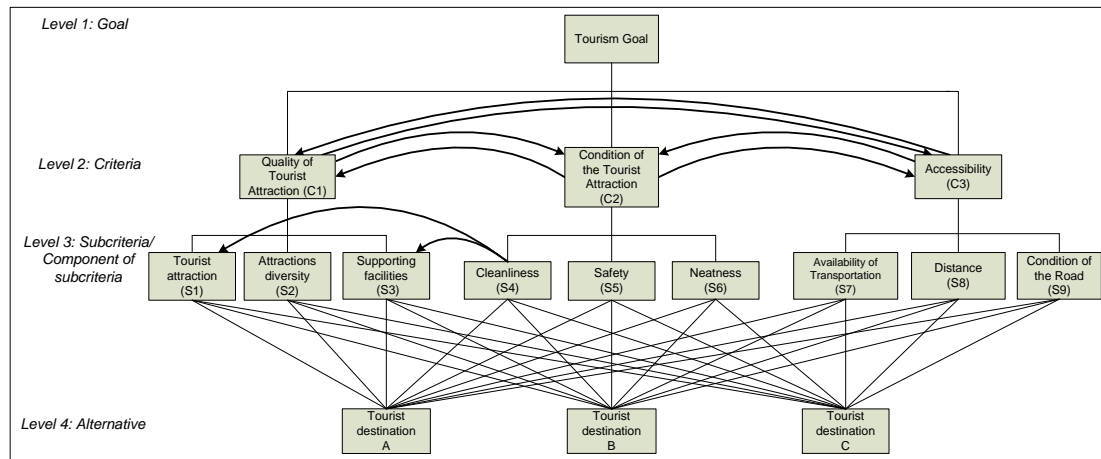 Level 1: Goal
Tourism Goal
Level 2: Criteria
Quality of
Tourist
Attraction (C1)
Condition of
the Tourist
Attraction
(C2)
Accessibility
(C3)
Level 3: Subcriteria/
Component of
subcriteria
Tourist
attraction
(S1)
Attractions
diversity
(S2)
Supporting
facilities
(S3)
Cleanliness
(S4)
Safety
(S5)
Neatness
(S6)
Availability of
Transportation
(S7)
Distance
(S8)
Condition of
the Road
(S9)
Level 4: Alternative
Tourist
destination
A
Tourist
destination
B
Tourist
destination
C